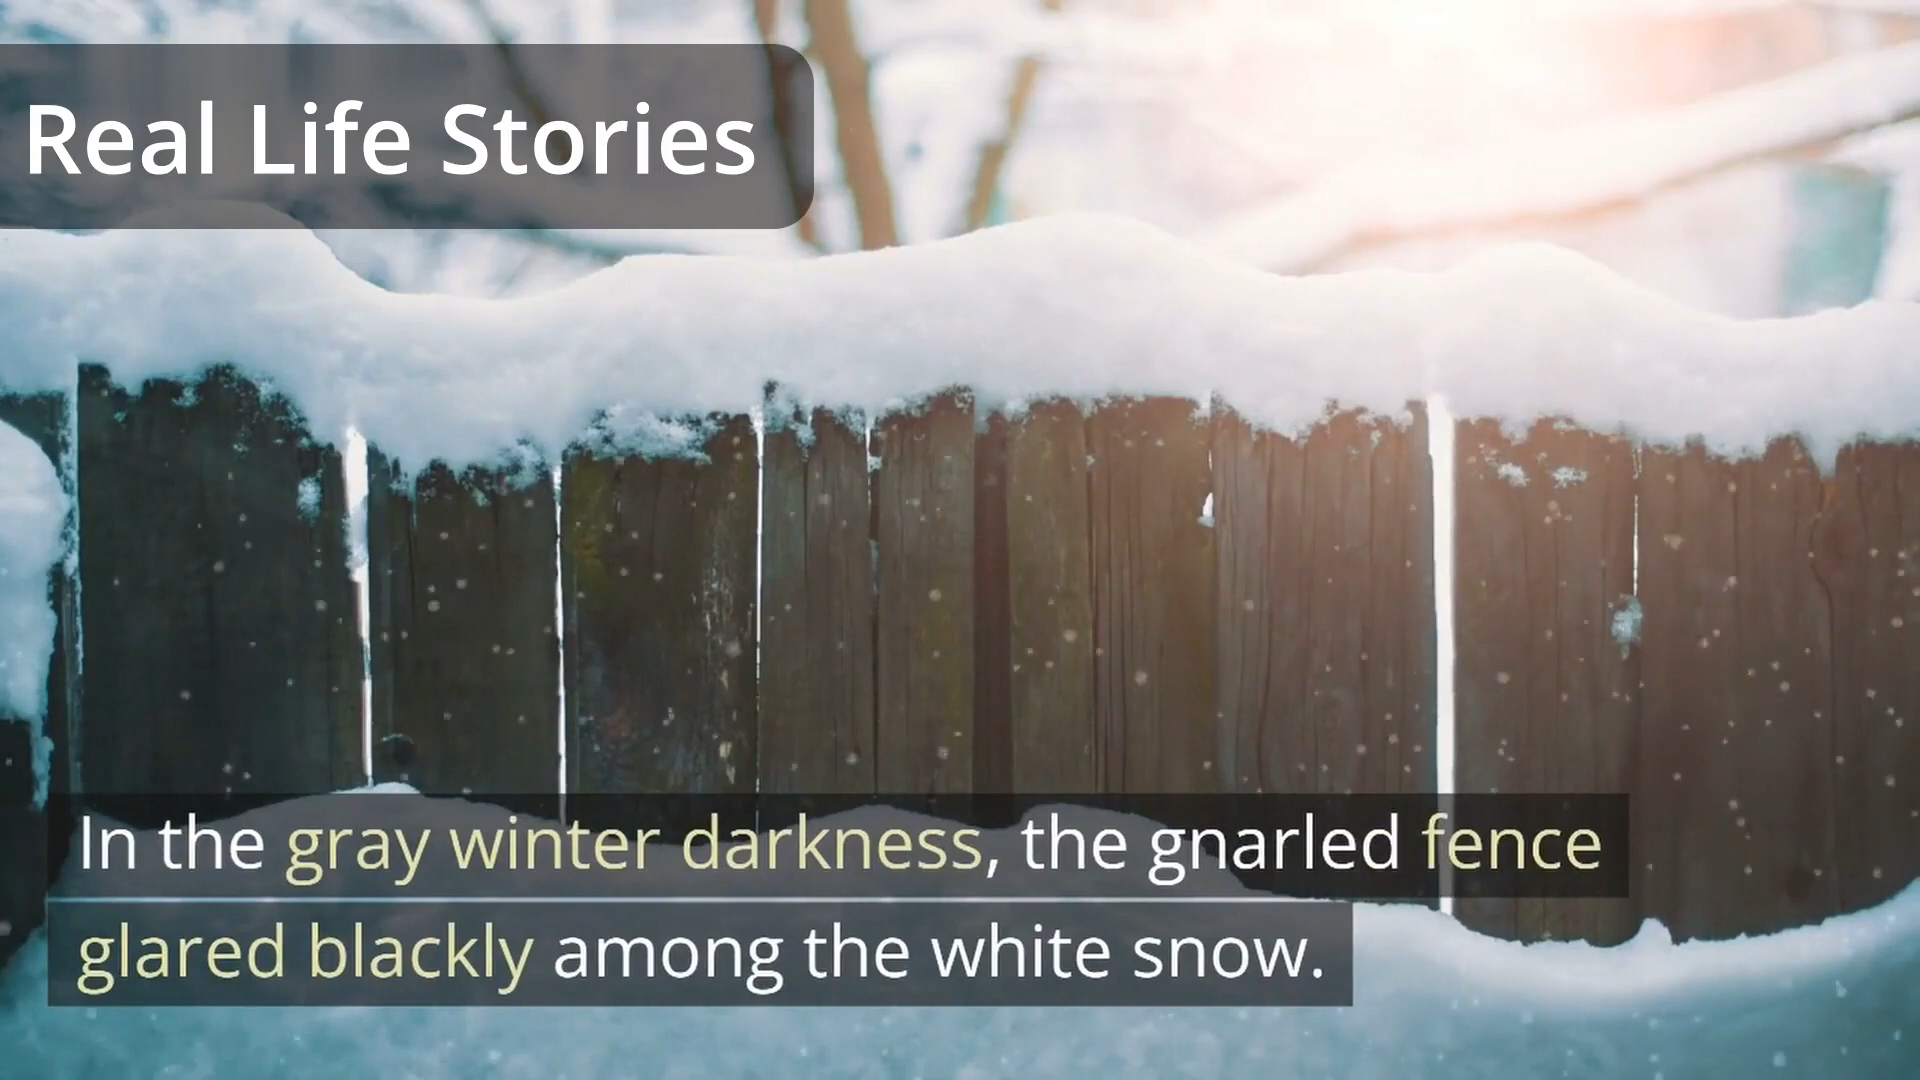 Real Life Stories
In the gray winter darkness, the gnarled fence
glared blackly among the white snow.